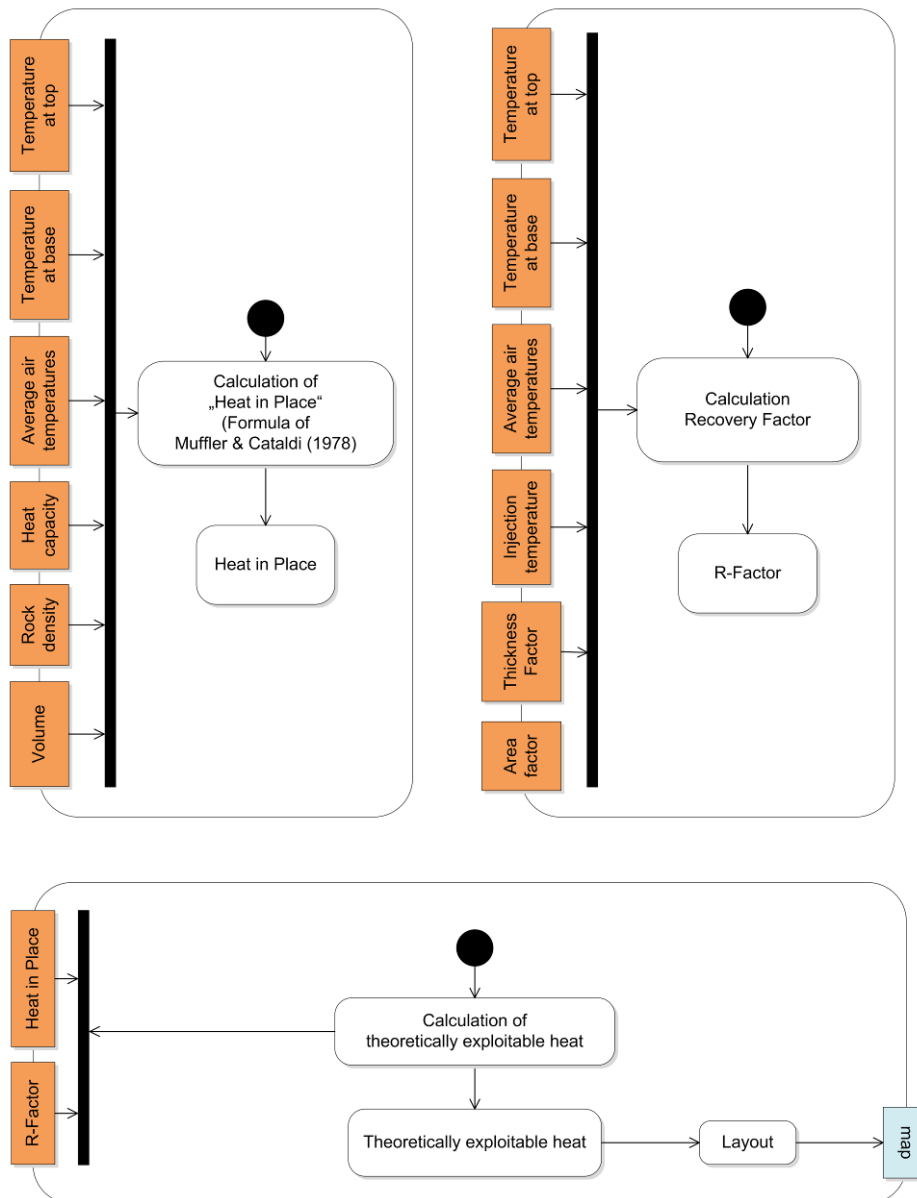 Temperature
at top
Temperature
at base
Average air
temperatures
Heat
capacity
Rock
density
Volume
Calculation of
„Heat in Place“
(Formula of
Muffler & Cataldi (1978)
Heat in Place
Temperature
at top
Temperature
at base
Average air
temperatures
Injection
temperature
Thickness
Factor
Area
factor
Calculation
Recovery Factor
R-Factor
Heat in Place
R-Factor
Calculation of
theoretically exploitable heat
Theoretically exploitable heat
Layout
map